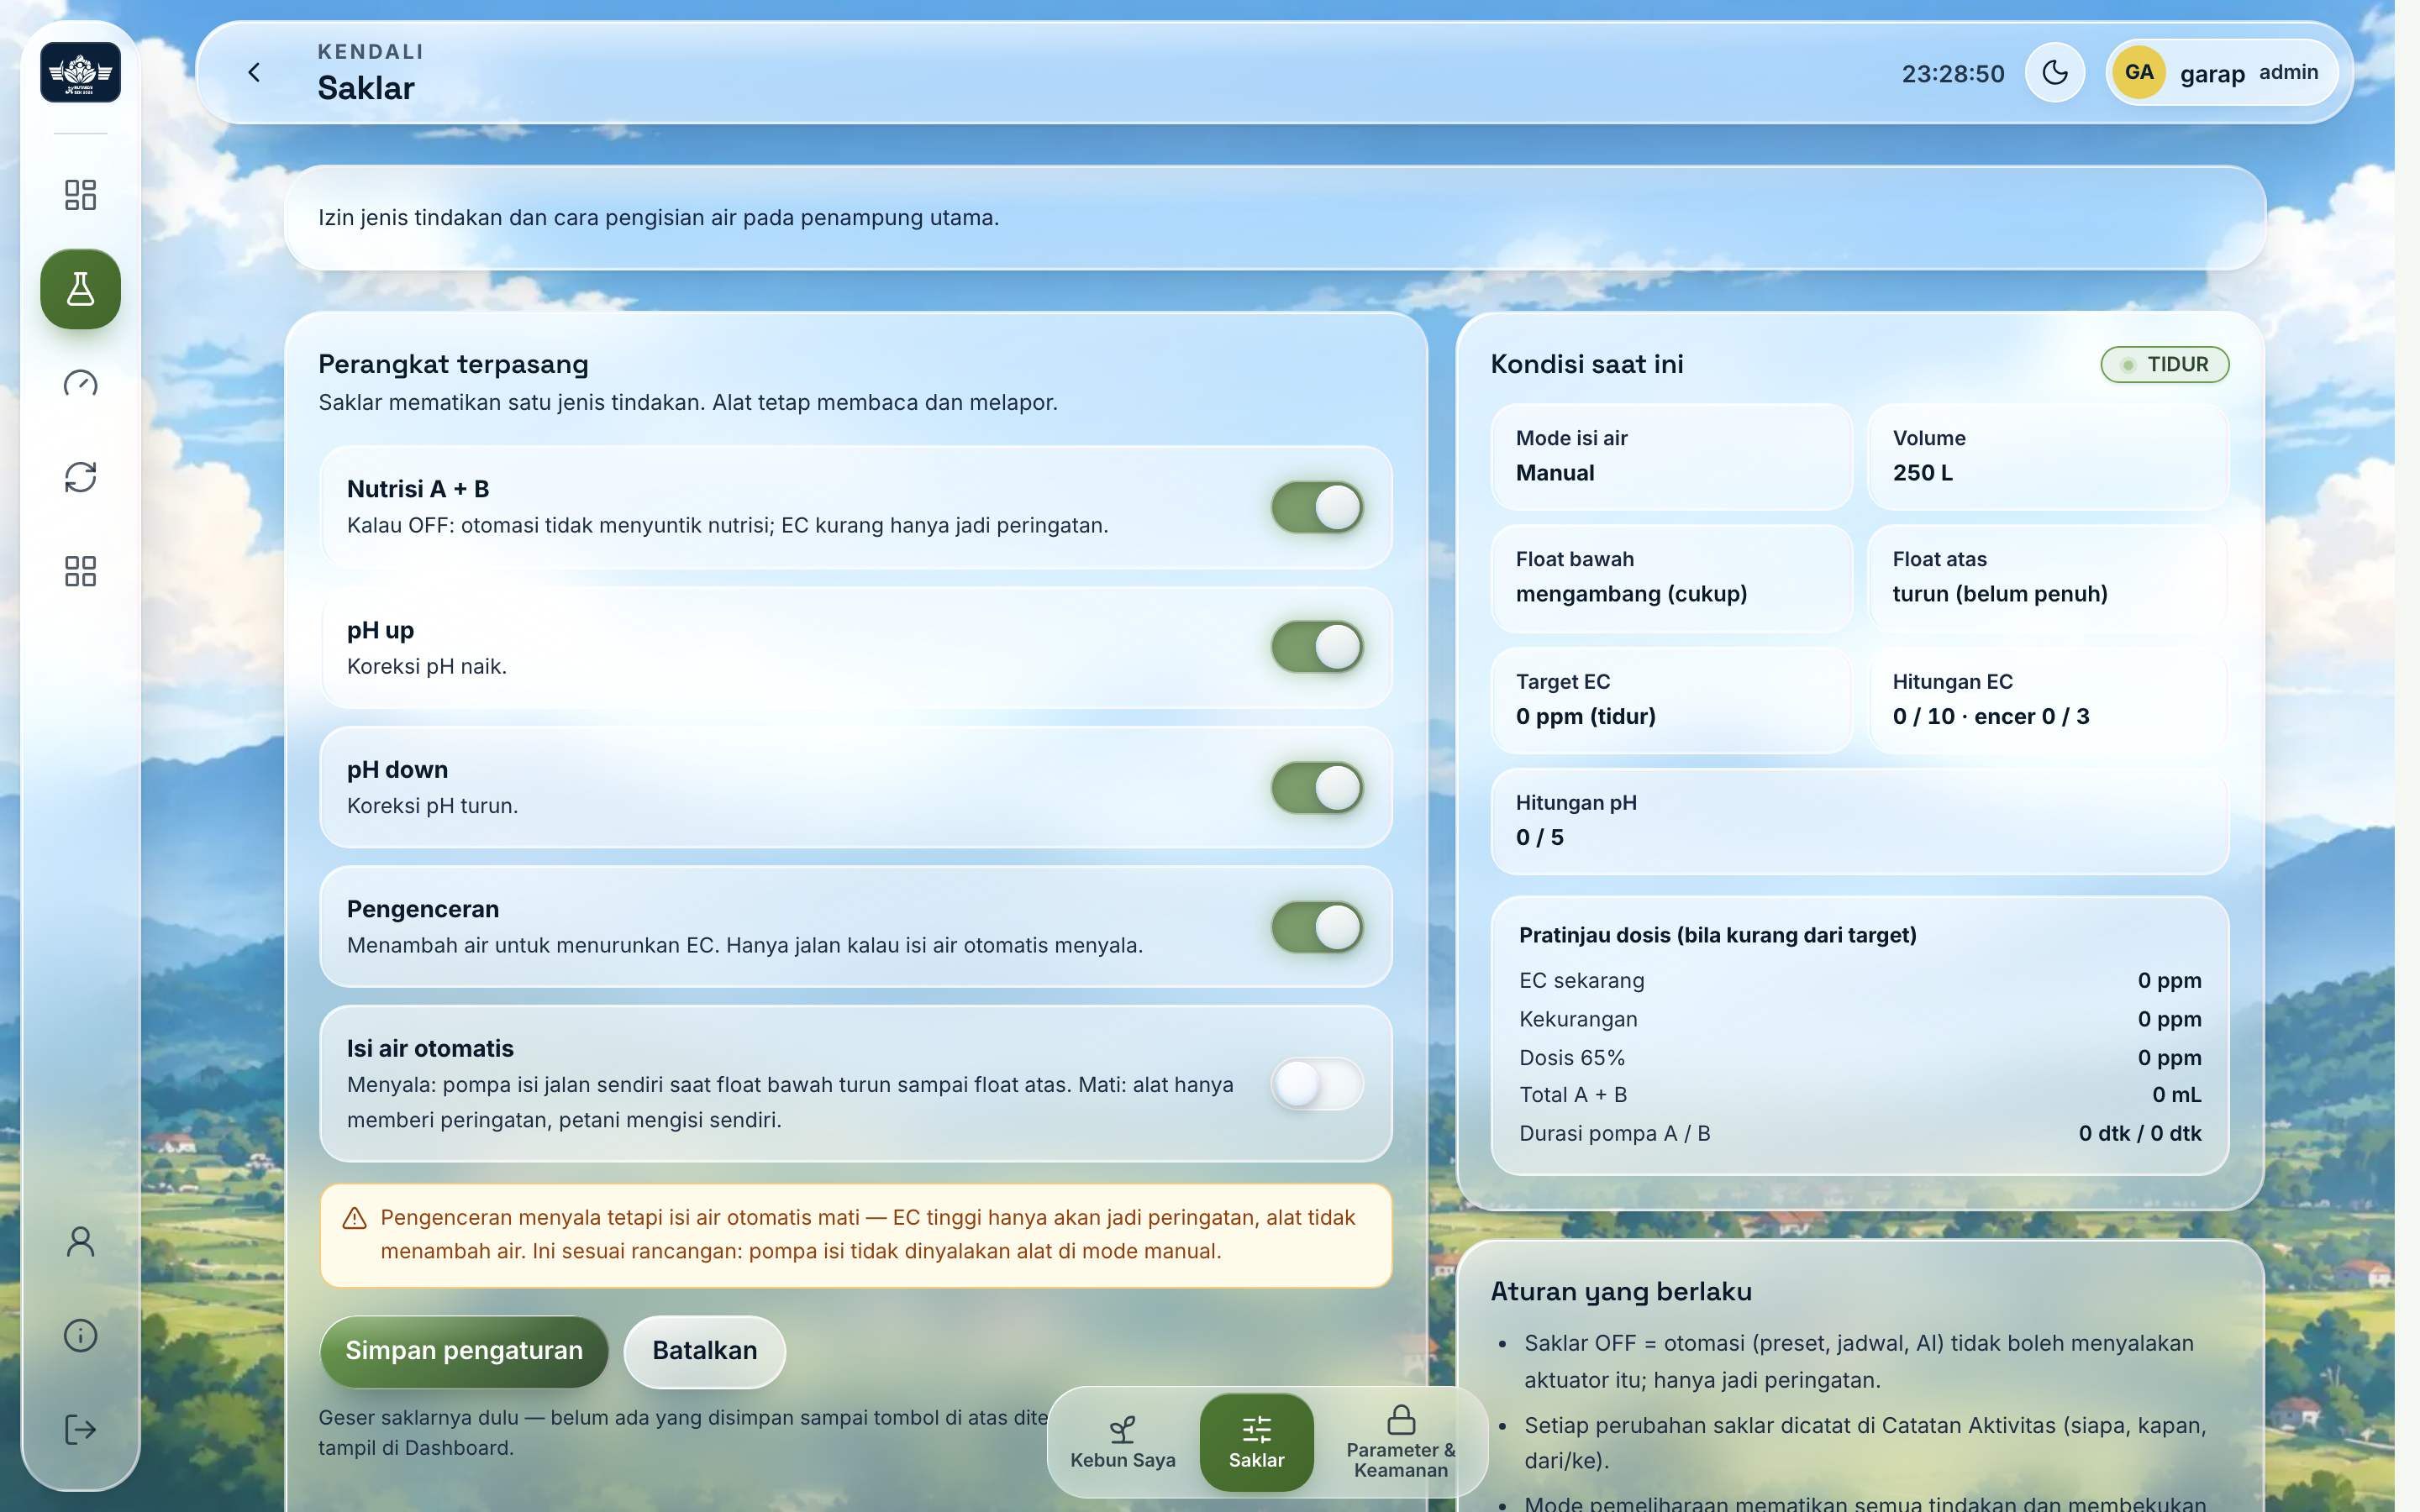 KENDALI
Saklar
23:28:50
GA
garap
admin
Izin jenis tindakan dan cara pengisian air pada penampung utama.
Perangkat terpasang
Saklar mematikan satu jenis tindakan. Alat tetap membaca dan melapor.
Nutrisi A + B
Kalau OFF: otomasi tidak menyuntik nutrisi; EC kurang hanya jadi peringatan.
pH up
Koreksi pH naik.
pH down
Koreksi pH turun.
Pengenceran
Menambah air untuk menurunkan EC. Hanya jalan kalau isi air otomatis menyala.
Isi air otomatis
Menyala: pompa isi jalan sendiri saat float bawah turun sampai float atas. Mati: alat hanya
memberi peringatan, petani mengisi sendiri.
Pengenceran menyala tetapi isi air otomatis mati — EC tinggi hanya akan jadi peringatan, alat tidak
menambah air. Ini sesuai rancangan: pompa isi tidak dinyalakan alat di mode manual.
Simpan pengaturan
Batalkan
Geser saklarnya dulu — belum ada yang disimpan sampai tombol di atas dite
tampil di Dashboard.
Kondisi saat ini
TIDUR
Mode isi air
Manual
Volume
250 L
Float bawah
mengambang (cukup)
Float atas
turun (belum penuh)
Target EC
0 ppm (tidur)
Hitungan EC
0 / 10 · encer 0 / 3
Hitungan pH
0 / 5
Pratinjau dosis (bila kurang dari target)
EC sekarang 0 ppm
Kekurangan 0 ppm
Dosis 65% 0 ppm
Total A + B 0 mL
Durasi pompa A / B 0 dtk / 0 dtk
Aturan yang berlaku
• Saklar OFF = otomasi (preset, jadwal, AI) tidak boleh menyalakan
aktuator itu; hanya jadi peringatan.
• Setiap perubahan saklar dicatat di Catatan Aktivitas (siapa, kapan,
dari/ke).
• Mode pemeliharaan mematikan semua tindakan dan membekukan
Kebun Saya
Saklar
Parameter &
Keamanan